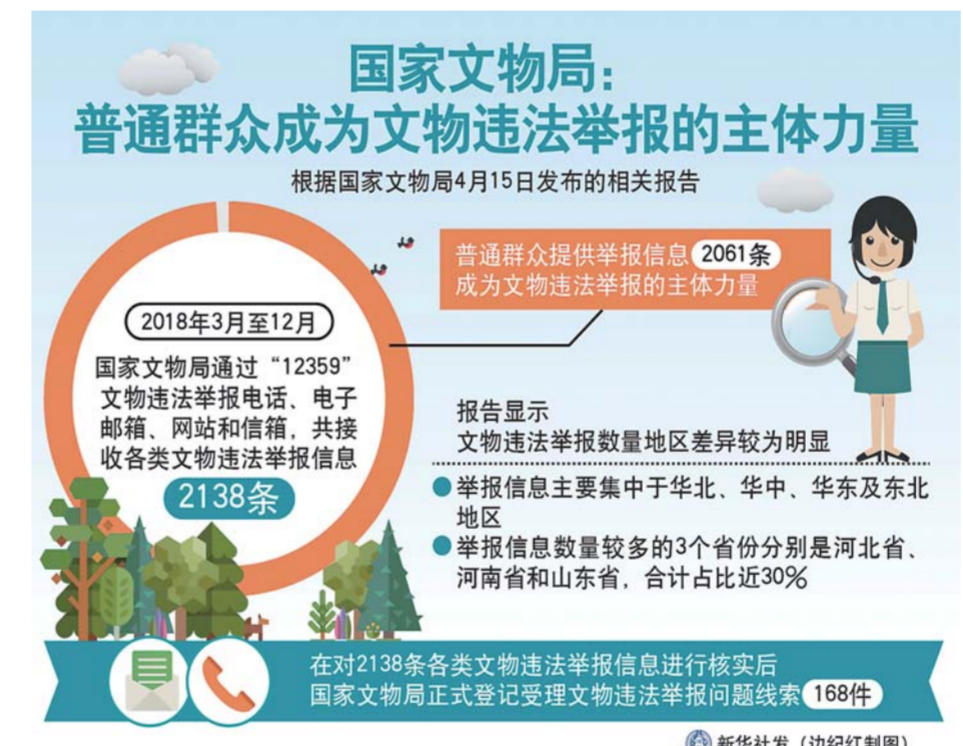 国家文物局：
普通群众成为文物违法举报的主体力量
根据国家文物局4月15日发布的相关报告
普通群众提供举报信息2061条
成为文物违法举报的主体力量
2018年3月至12月
国家文物局通过“12359”
文物违法举报电话、电子
邮箱、网站和信箱，共接
收各类文物违法举报信息
2138条
报告显示
文物违法举报数量地区差异较为明显
●举报信息主要集中于华北、华中、华东及东北
地区
●举报信息数量较多的3个省份分别是河北省、
河南省和山东省，合计占比近30%
在对2138条各类文物违法举报信息进行核实后
国家文物局正式登记受理文物违法举报问题线索168件
新华社发（边纪红制图）